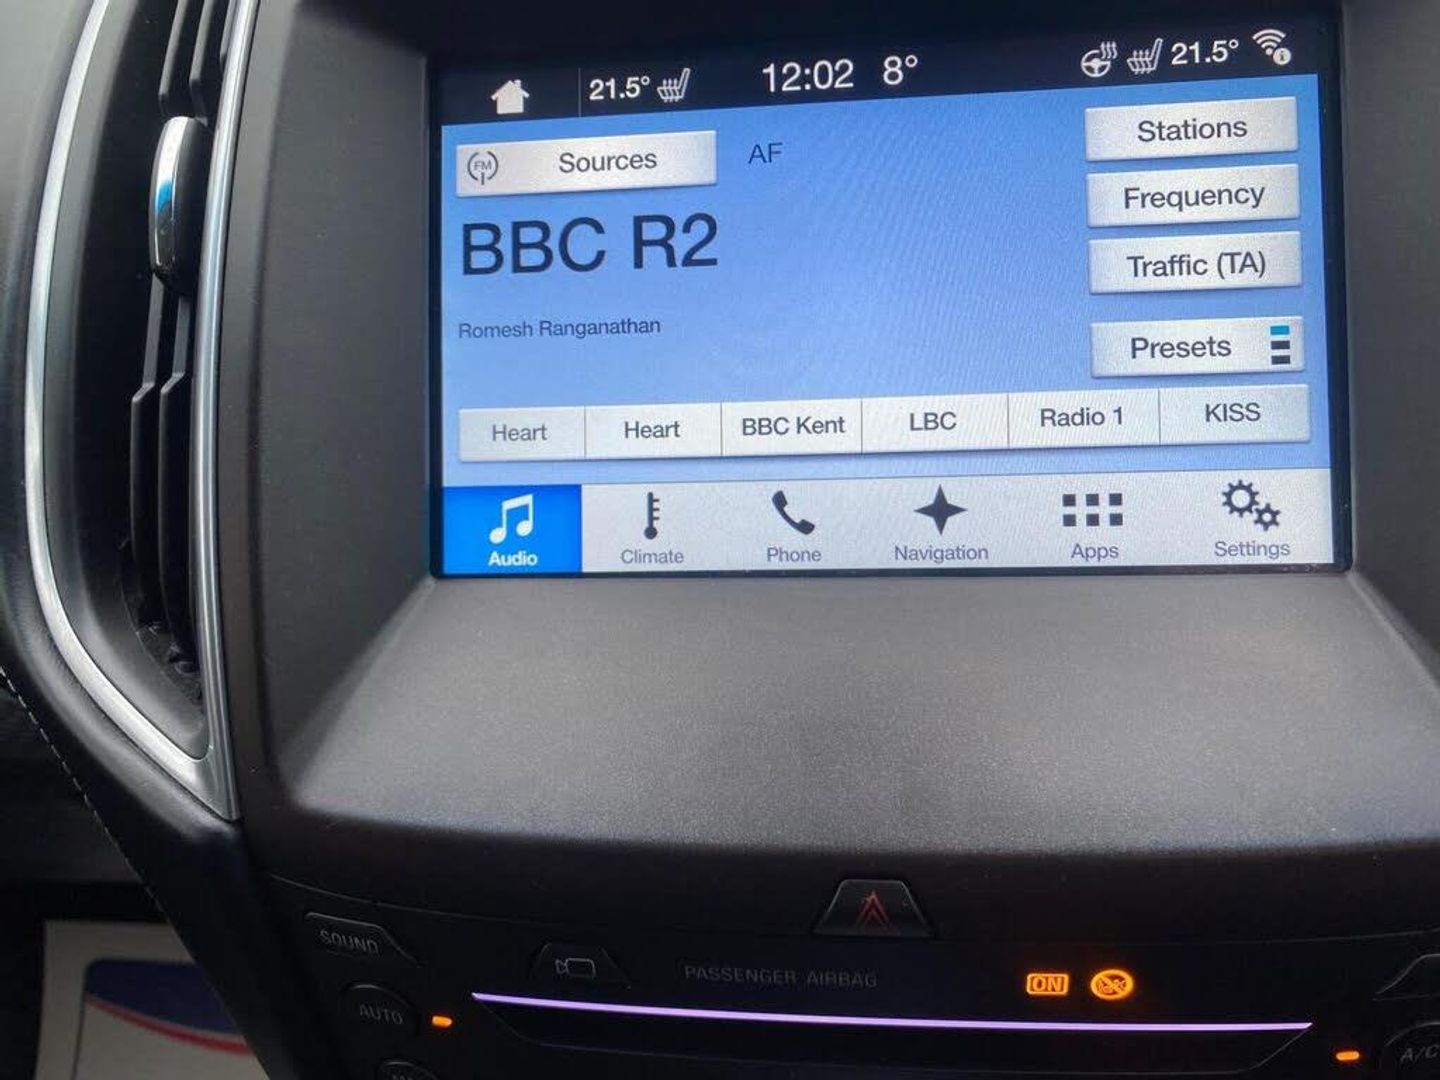 21.5° 12:02 8° 21.5°
FM Sources AF Stations
BBC R2 Frequency
Traffic (TA)
Romesh Ranganathan
Presets
Heart Heart BBC Kent LBC Radio 1 KISS
Audio Climate Phone Navigation Apps Settings
SOUND
PASSENGER AIRBAG ON
AUTO
A/C